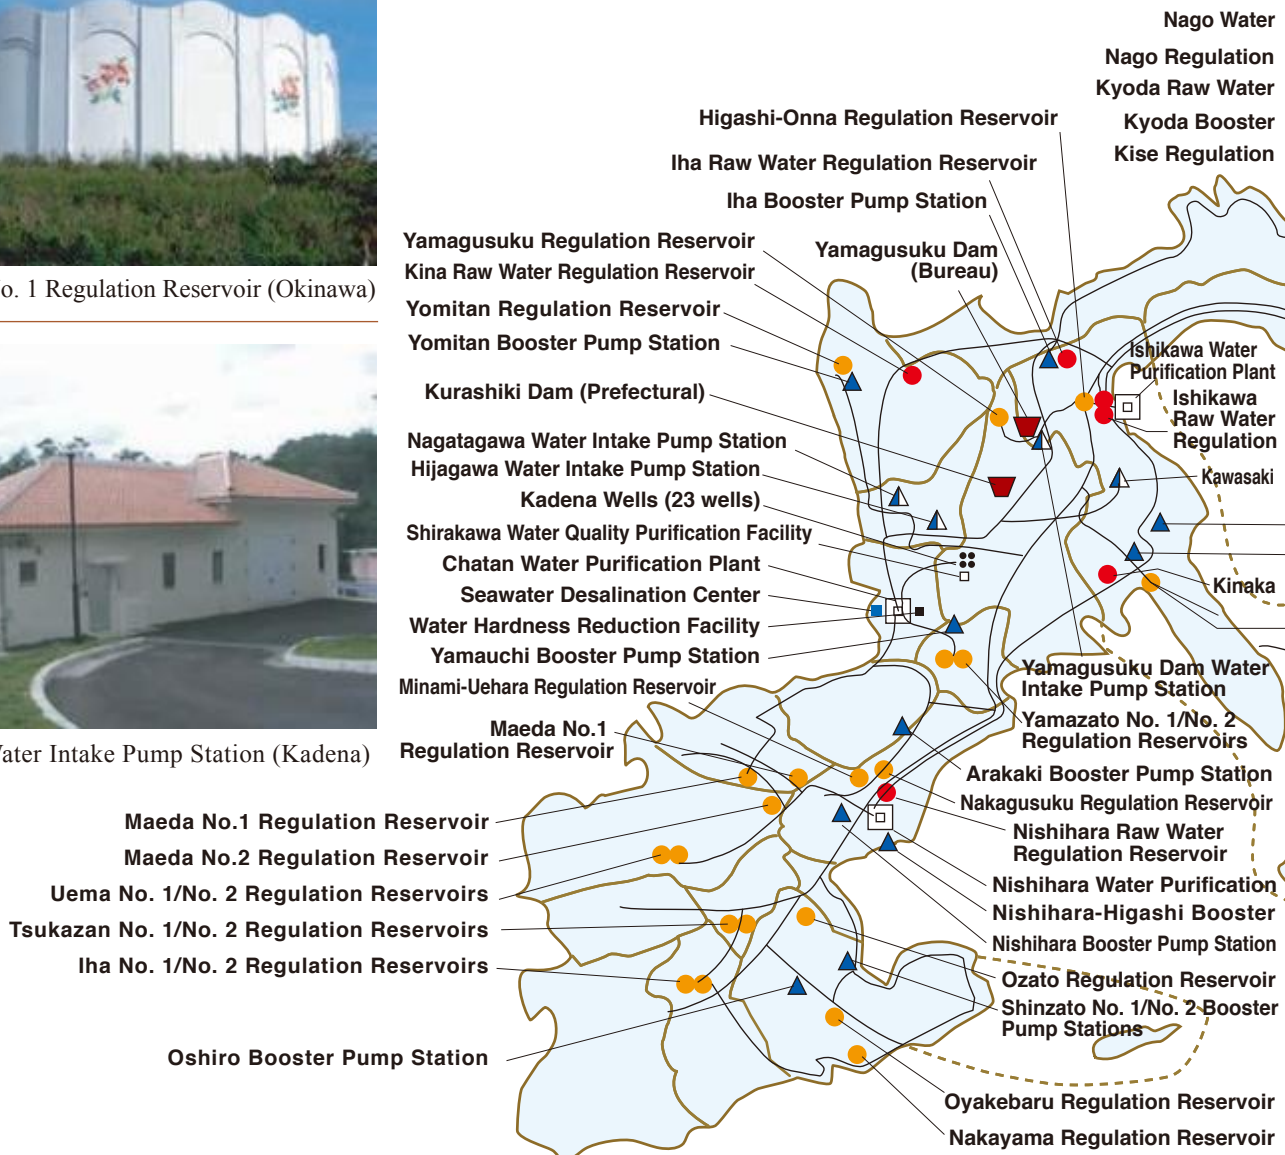 Nago Water
Nago Regulation
Kyoda Raw Water
Kyoda Booster
Kise Regulation
Higashi-Onna Regulation Reservoir
Iha Raw Water Regulation Reservoir
Iha Booster Pump Station
Yamagusuku Regulation Reservoir
Kina Raw Water Regulation Reservoir
Yamagusuku Dam
(Bureau)
Yomitan Regulation Reservoir
Yomitan Booster Pump Station
Kurashiki Dam (Prefectural)
Nagatagawa Water Intake Pump Station
Hijagawa Water Intake Pump Station
Kadena Wells (23 wells)
Shirakawa Water Quality Purification Facility
Chatan Water Purification Plant
Seawater Desalination Center
Water Hardness Reduction Facility
Yamauchi Booster Pump Station
Minami-Uehara Regulation Reservoir
Maeda No.1
Regulation Reservoir
Maeda No.1 Regulation Reservoir
Maeda No.2 Regulation Reservoir
Uema No. 1/No. 2 Regulation Reservoirs
Tsukazan No. 1/No. 2 Regulation Reservoirs
Iha No. 1/No. 2 Regulation Reservoirs
Oshiro Booster Pump Station
Ishikawa Water
Purification Plant
Ishikawa
Raw Water
Regulation
Kawasaki
Kinaka
Yamagusuku Dam Water
Intake Pump Station
Yamazato No. 1/No. 2
Regulation Reservoirs
Arakaki Booster Pump Station
Nakagusuku Regulation Reservoir
Nishihara Raw Water
Regulation Reservoir
Nishihara Water Purification
Nishihara-Higashi Booster
Nishihara Booster Pump Station
Ozato Regulation Reservoir
Shinzato No. 1/No. 2 Booster
Pump Stations
Oyakebaru Regulation Reservoir
Nakayama Regulation Reservoir
o. 1 Regulation Reservoir (Okinawa)
Water Intake Pump Station (Kadena)